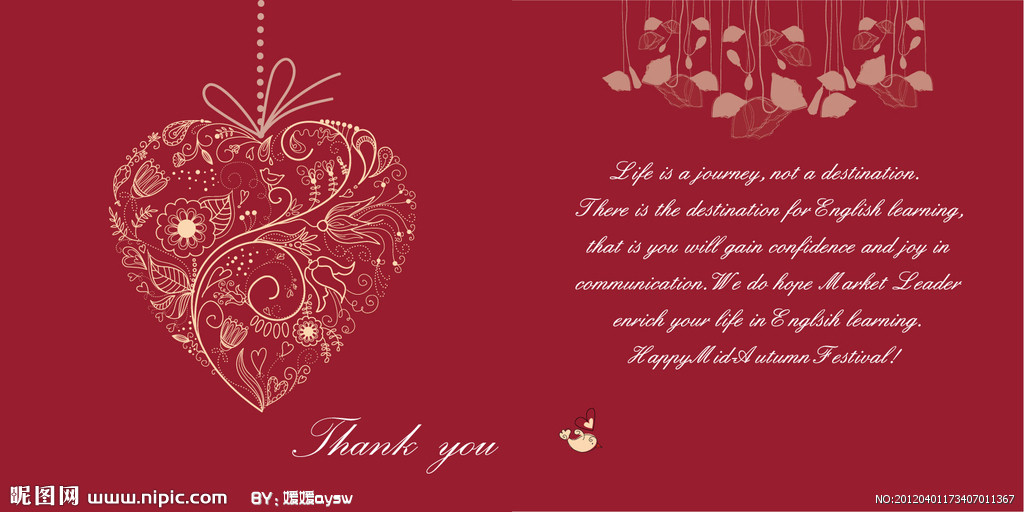 Thank you
Life is a journey, not a destination.
There is the destination for English learning,
that is you will gain confidence and joy in
communication. We do hope Market Leader
enrich your life in Englsih learning.
Happy Mid Autumn Festival!
昵图网 www.nipic.com BY:媛媛aysw
NO:20120401173407011367